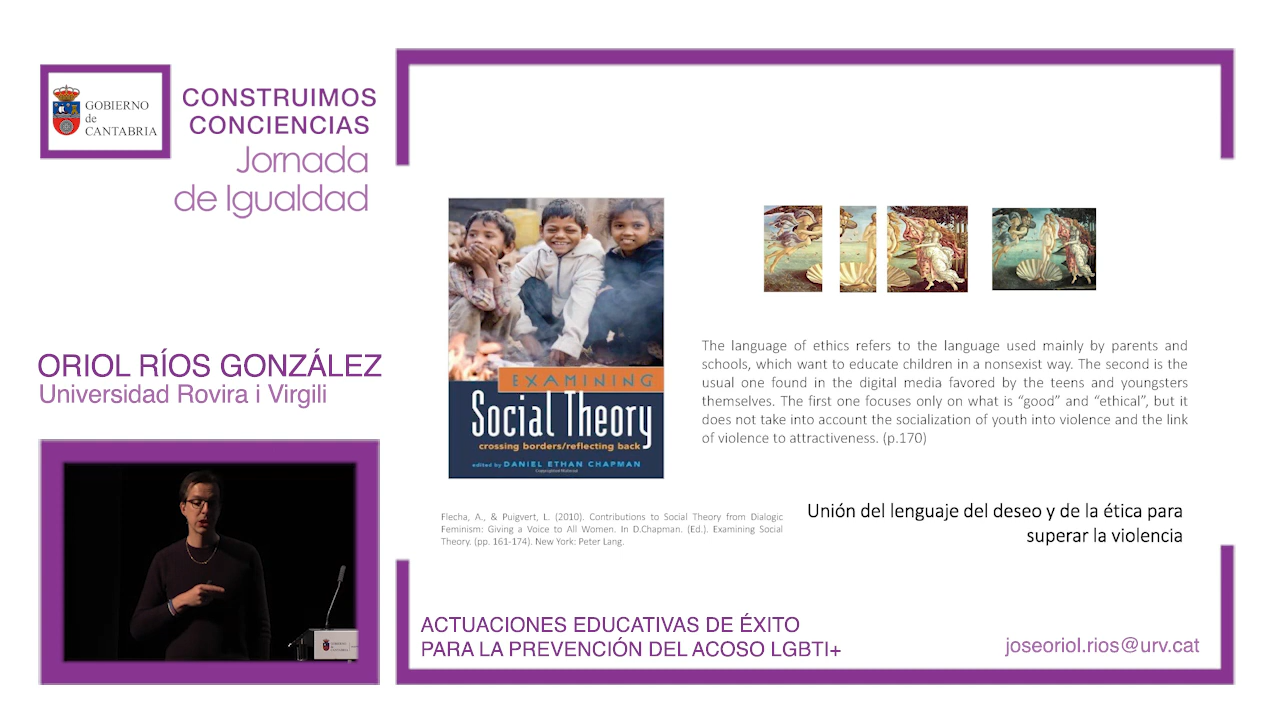 GOBIERNO
de
CANTABRIA
CONSTRUIMOS
CONCIENCIAS
Jornada
de Igualdad
ORIOL RÍOS GONZÁLEZ
Universidad Rovira i Virgili
EXAMINING
Social Theory
crossing borders/reflecting back
edited by DANIEL ETHAN CHAPMAN
Copyrighted Material
The language of ethics refers to the language used mainly by parents and
schools, which want to educate children in a nonsexist way. The second is the
usual one found in the digital media favored by the teens and youngsters
themselves. The first one focuses only on what is “good” and “ethical”, but it
does not take into account the socialization of youth into violence and the link
of violence to attractiveness. (p.170)
Flecha, A., & Puigvert, L. (2010). Contributions to Social Theory from Dialogic
Feminism: Giving a Voice to All Women. In D.Chapman. (Ed.). Examining Social
Theory. (pp. 161-174). New York: Peter Lang.
Unión del lenguaje del deseo y de la ética para
superar la violencia
ACTUACIONES EDUCATIVAS DE ÉXITO
PARA LA PREVENCIÓN DEL ACOSO LGBTI+
joseoriol.rios@urv.cat